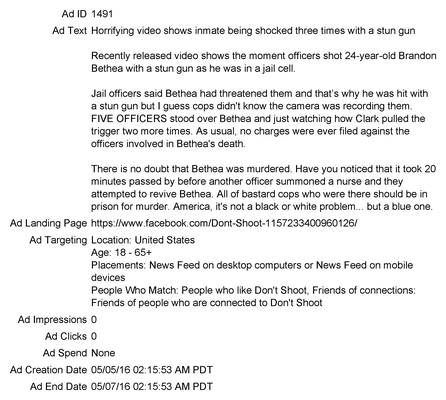 Ad ID 1491
Ad Text Horrifying video shows inmate being shocked three times with a stun gun
Recently released video shows the moment officers shot 24-year-old Brandon
Bethea with a stun gun as he was in a jail cell.
Jail officers said Bethea had threatened them and that's why he was hit with
a stun gun but I guess cops didn't know the camera was recording them.
FIVE OFFICERS stood over Bethea and just watching how Clark pulled the
trigger two more times. As usual, no charges were ever filed against the
officers involved in Bethea's death.
There is no doubt that Bethea was murdered. Have you noticed that it took 20
minutes passed by before another officer summoned a nurse and they
attempted to revive Bethea. All of bastard cops who were there should be in
prison for murder. America, it's not a black or white problem... but a blue one.
Ad Landing Page https://www.facebook.com/Dont-Shoot-1157233400960126/
Ad Targeting Location: United States
Age: 18 - 65+
Placements: News Feed on desktop computers or News Feed on mobile
devices
People Who Match: People who like Don't Shoot, Friends of connections:
Friends of people who are connected to Don't Shoot
Ad Impressions 0
Ad Clicks 0
Ad Spend None
Ad Creation Date 05/05/16 02:15:53 AM PDT
Ad End Date 05/07/16 02:15:53 AM PDT